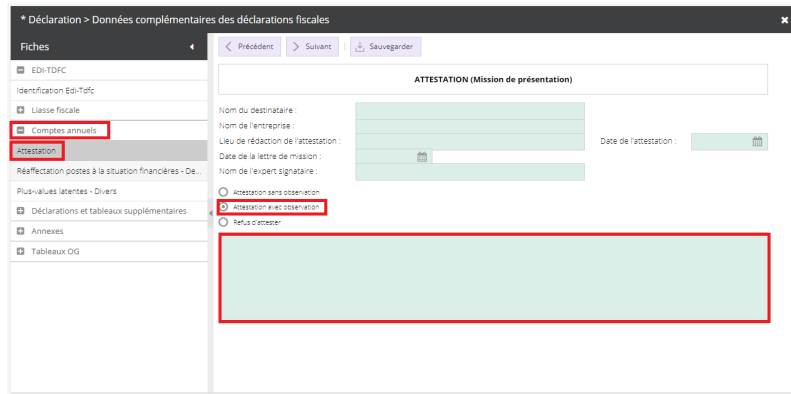 * Déclaration > Données complémentaires des déclarations fiscales
Fiches
Précédent
Suivant
Sauvegarder
EDI-TDFC
Identification Edi-Tdfc
Liasse fiscale
Comptes annuels
Attestation
Réaffectation postes à la situation financières - De...
Plus-values latentes - Divers
Déclarations et tableaux supplémentaires
Annexes
Tableaux OG
ATTESTATION (Mission de présentation)
Nom du destinataire :
Nom de l'entreprise :
Lieu de rédaction de l'attestation :
Date de l'attestation :
Date de la lettre de mission :
Nom de l'expert signataire :
Attestation sans observation
Attestation avec observation
Refus d'attester